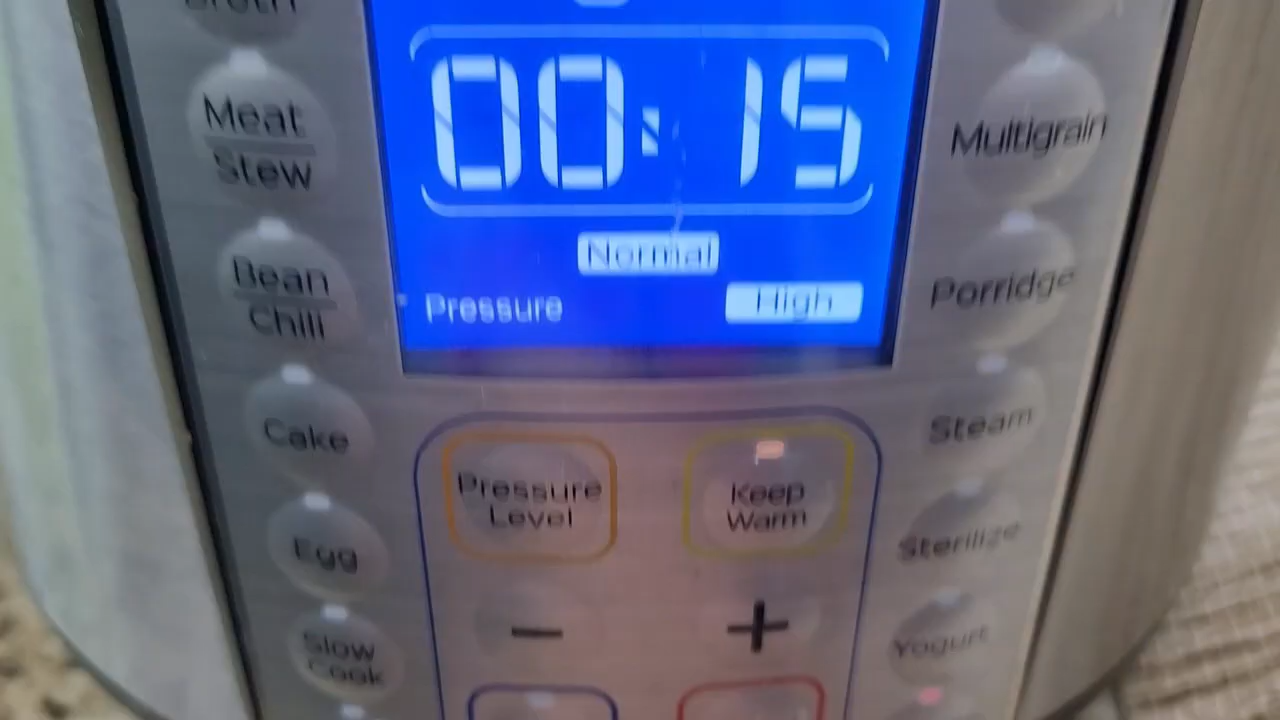 Broth
00:15
Meat
Stew
Multigrain
Normal
Bean
Chili
Porridge
Pressure
High
Cake
Steam
Pressure
Level
Keep
Warm
Egg
Sterilize
−
+
Slow
Cook
Yogurt